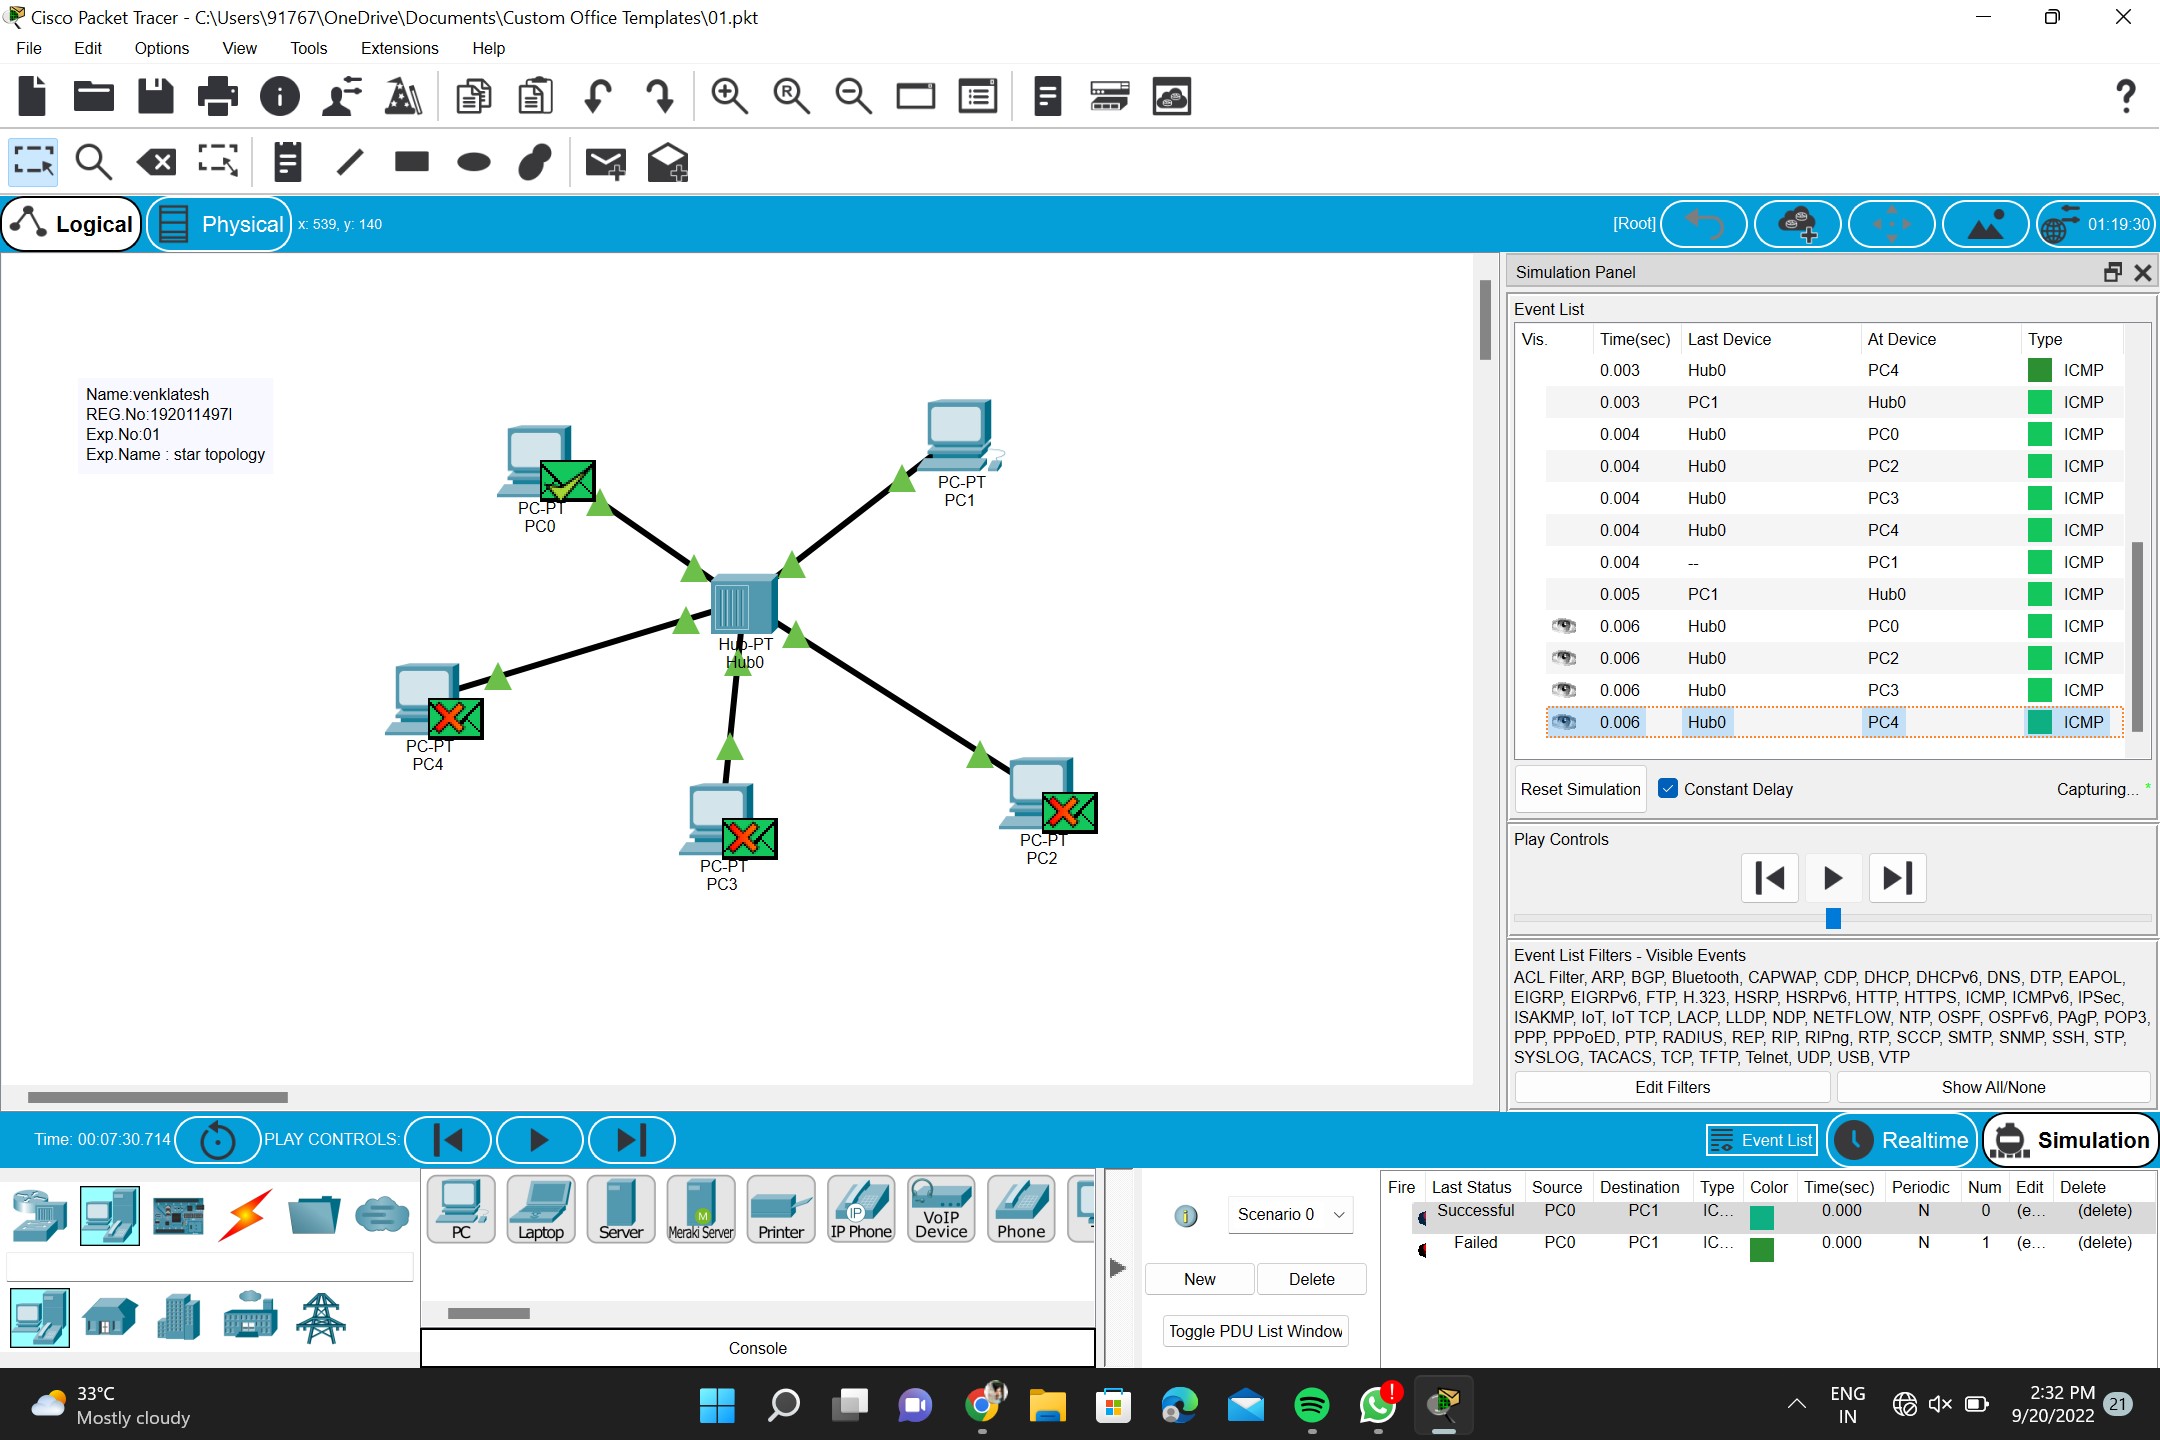 Cisco Packet Tracer - C:\Users\91767\OneDrive\Documents\Custom Office Templates\01.pkt
File Edit Options View Tools Extensions Help
Logical Physical x: 539, y: 140 [Root] 01:19:30
Name:venklatesh
REG.No:192011497l
Exp.No:01
Exp.Name : star topology
PC-PT
PC0
PC-PT
PC1
Hub-PT
Hub0
PC-PT
PC4
PC-PT
PC3
PC-PT
PC2
Simulation Panel
Event List
Vis. Time(sec) Last Device At Device Type
0.003 Hub0 PC4 ICMP
0.003 PC1 Hub0 ICMP
0.004 Hub0 PC0 ICMP
0.004 Hub0 PC2 ICMP
0.004 Hub0 PC3 ICMP
0.004 Hub0 PC4 ICMP
0.004 -- PC1 ICMP
0.005 PC1 Hub0 ICMP
0.006 Hub0 PC0 ICMP
0.006 Hub0 PC2 ICMP
0.006 Hub0 PC3 ICMP
0.006 Hub0 PC4 ICMP
Reset Simulation Constant Delay Capturing... *
Play Controls
Event List Filters - Visible Events
ACL Filter, ARP, BGP, Bluetooth, CAPWAP, CDP, DHCP, DHCPv6, DNS, DTP, EAPOL,
EIGRP, EIGRPv6, FTP, H.323, HSRP, HSRPv6, HTTP, HTTPS, ICMP, ICMPv6, IPSec,
ISAKMP, IoT, IoT TCP, LACP, LLDP, NDP, NETFLOW, NTP, OSPF, OSPFv6, PAgP, POP3,
PPP, PPPoED, PTP, RADIUS, REP, RIP, RIPng, RTP, SCCP, SMTP, SNMP, SSH, STP,
SYSLOG, TACACS, TCP, TFTP, Telnet, UDP, USB, VTP
Edit Filters Show All/None
Time: 00:07:30.714 PLAY CONTROLS: Event List Realtime Simulation
PC Laptop Server Meraki Server Printer IP Phone VoIP Device Phone
Console
Scenario 0
New Delete
Toggle PDU List Window
Fire Last Status Source Destination Type Color Time(sec) Periodic Num Edit Delete
Successful PC0 PC1 IC... 0.000 N 0 (e... (delete)
Failed PC0 PC1 IC... 0.000 N 1 (e... (delete)
33°C
Mostly cloudy
ENG
IN
2:32 PM
9/20/2022
21